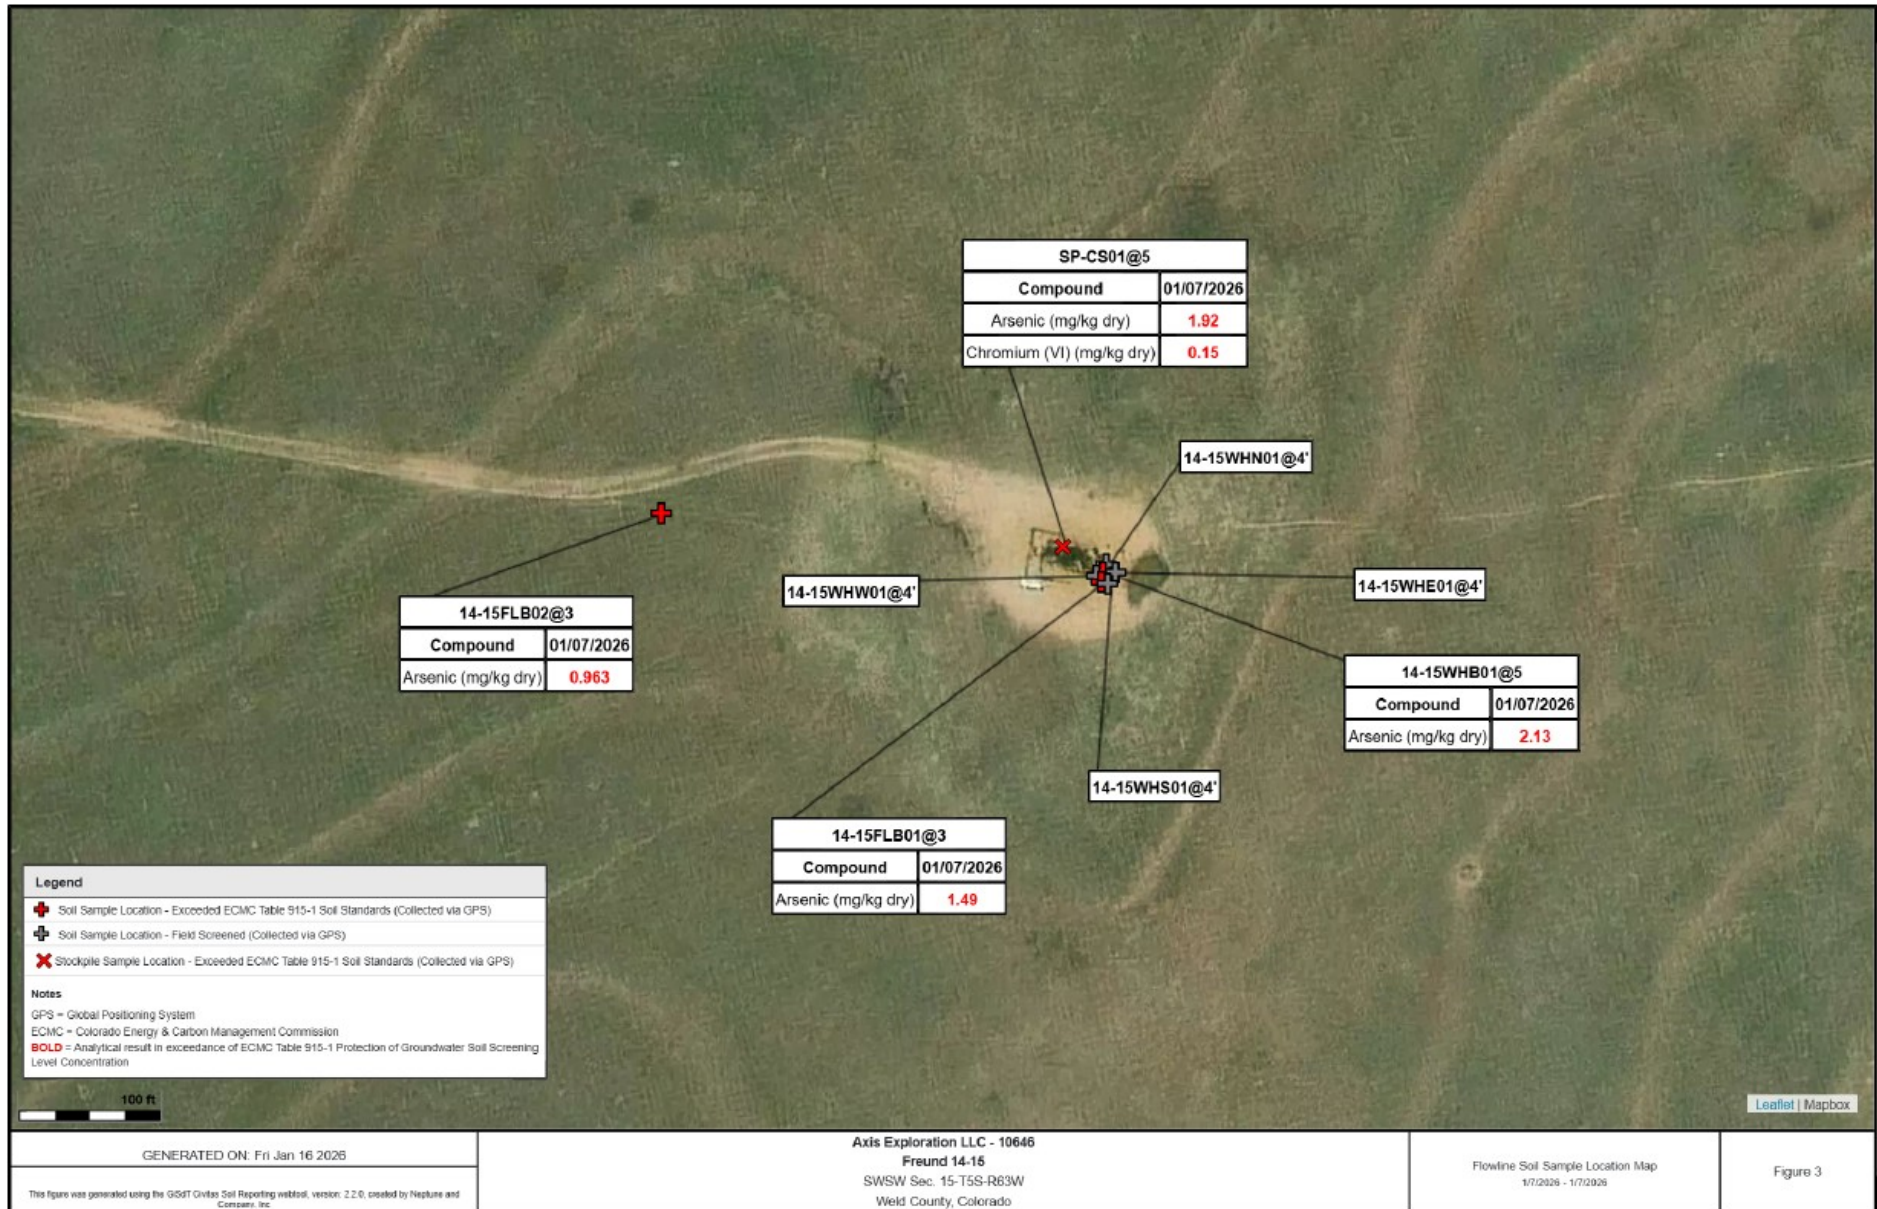 SP-CS01@5
Compound 01/07/2026
Arsenic (mg/kg dry) 1.92
Chromium (VI) (mg/kg dry) 0.15
14-15WHN01@4'
14-15WHW01@4'
14-15WHE01@4'
14-15FLB02@3
Compound 01/07/2026
Arsenic (mg/kg dry) 0.963
14-15WHB01@5
Compound 01/07/2026
Arsenic (mg/kg dry) 2.13
14-15WHS01@4'
14-15FLB01@3
Compound 01/07/2026
Arsenic (mg/kg dry) 1.49
Legend
Soil Sample Location - Exceeded ECMC Table 915-1 Soil Standards (Collected via GPS)
Soil Sample Location - Field Screened (Collected via GPS)
Stockpile Sample Location - Exceeded ECMC Table 915-1 Soil Standards (Collected via GPS)
Notes
GPS = Global Positioning System
ECMC = Colorado Energy & Carbon Management Commission
BOLD = Analytical result in exceedance of ECMC Table 915-1 Protection of Groundwater Soil Screening
Level Concentration
100 ft
Leaflet | Mapbox
GENERATED ON: Fri Jan 16 2026
This figure was generated using the GiSdT Civitas Soil Reporting webtool, version: 2.2.0, created by Neptune and
Company, Inc
Axis Exploration LLC - 10646
Freund 14-15
SWSW Sec. 15-T5S-R63W
Weld County, Colorado
Flowline Soil Sample Location Map
1/7/2026 - 1/7/2026
Figure 3